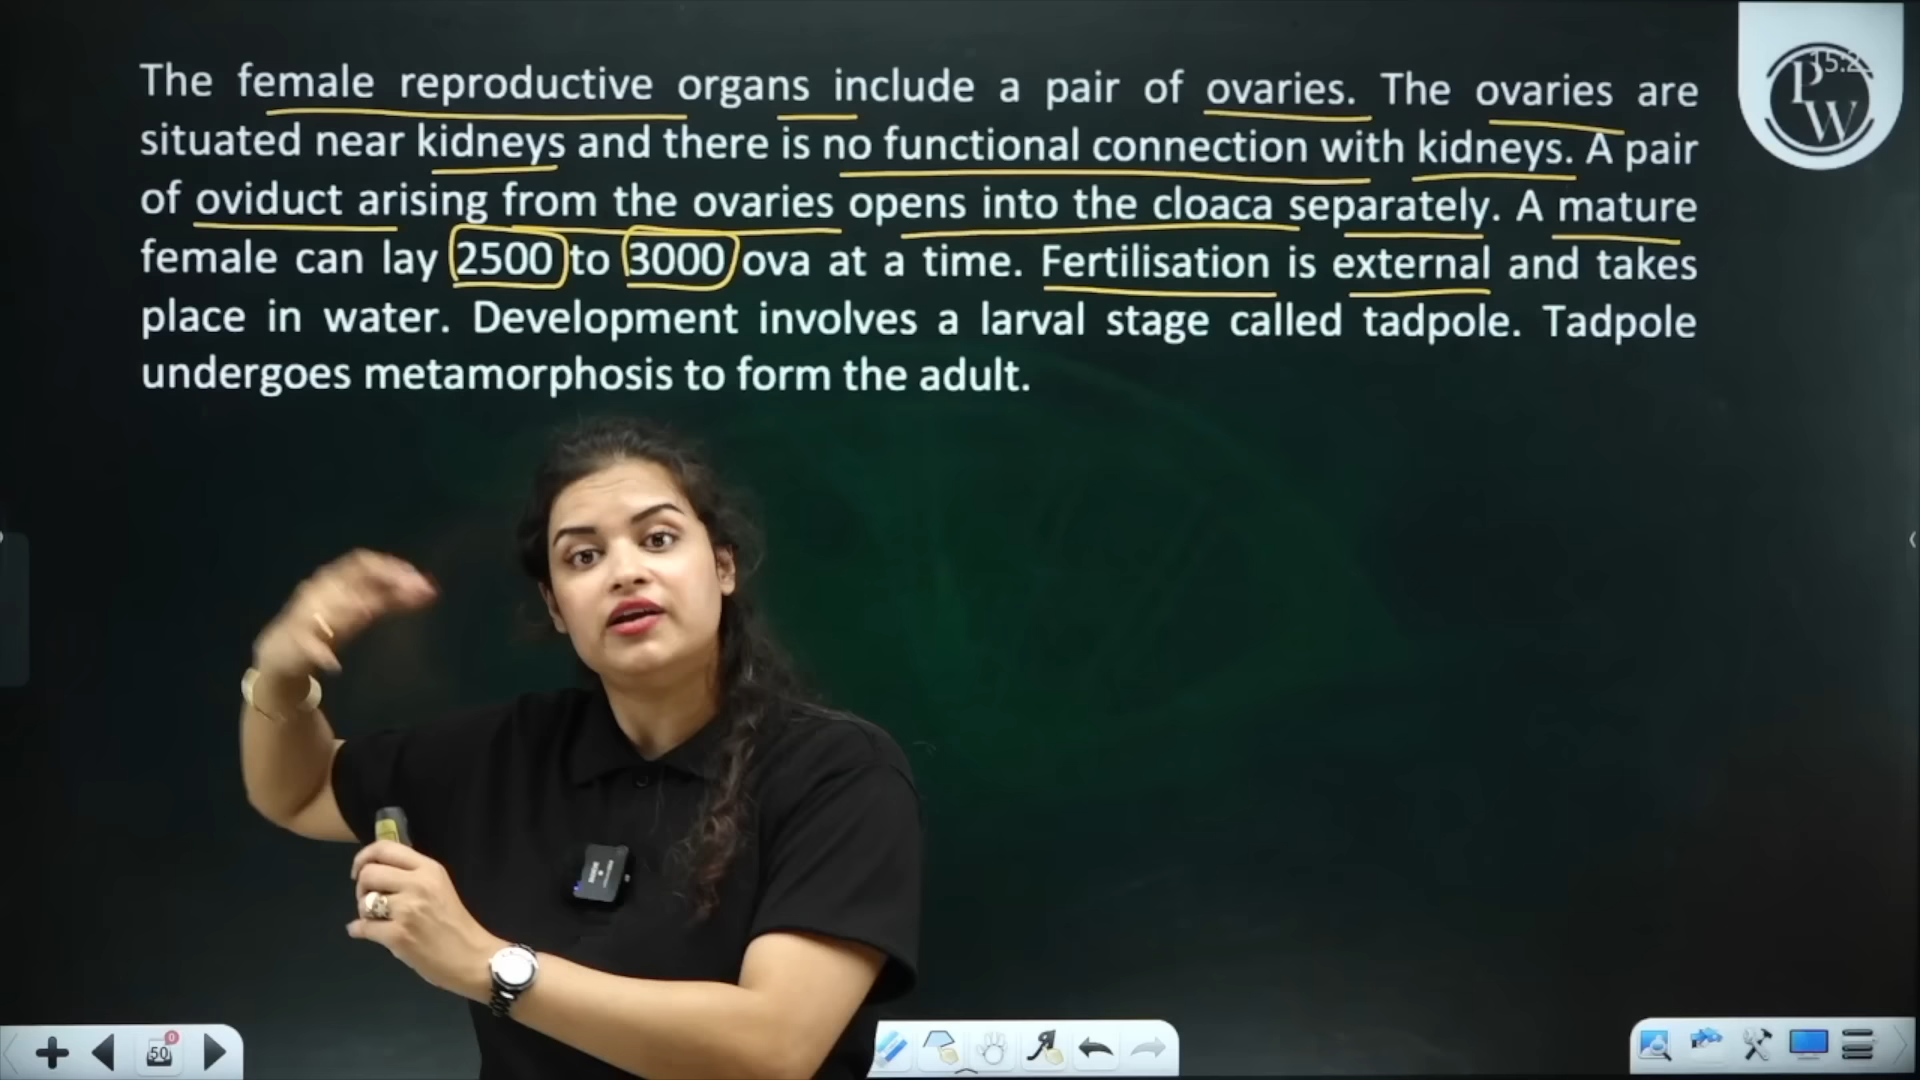 The female reproductive organs include a pair of ovaries. The ovaries are
situated near kidneys and there is no functional connection with kidneys. A pair
of oviduct arising from the ovaries opens into the cloaca separately. A mature
female can lay 2500 to 3000 ova at a time. Fertilisation is external and takes
place in water. Development involves a larval stage called tadpole. Tadpole
undergoes metamorphosis to form the adult.
PW
50
0